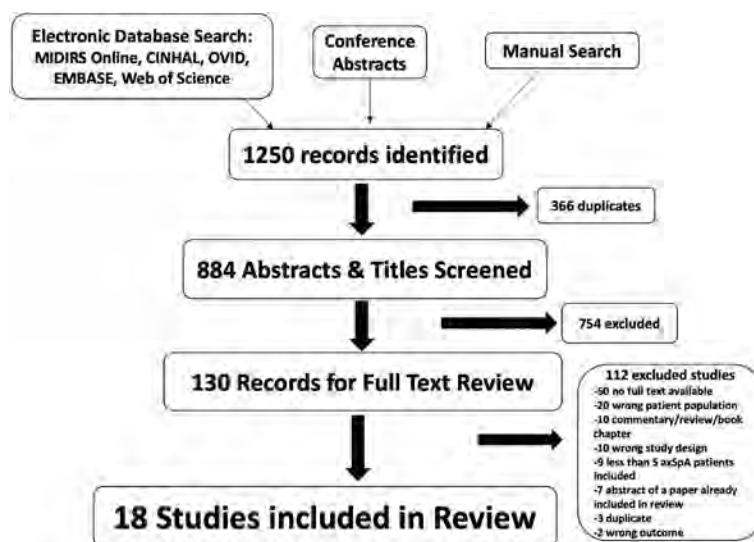 Electronic Database Search:
MIDIRS Online, CINHAL, OVID,
EMBASE, Web of Science
Conference
Abstracts
Manual Search
1250 records identified
366 duplicates
884 Abstracts & Titles Screened
754 excluded
130 Records for Full Text Review
112 excluded studies
-50 no full text available
-20 wrong patient population
-10 commentary/review/book
chapter
-10 wrong study design
-9 less than 5 axSpA patients
included
-7 abstract of a paper already
included in review
-3 duplicate
-2 wrong outcome
18 Studies included in Review